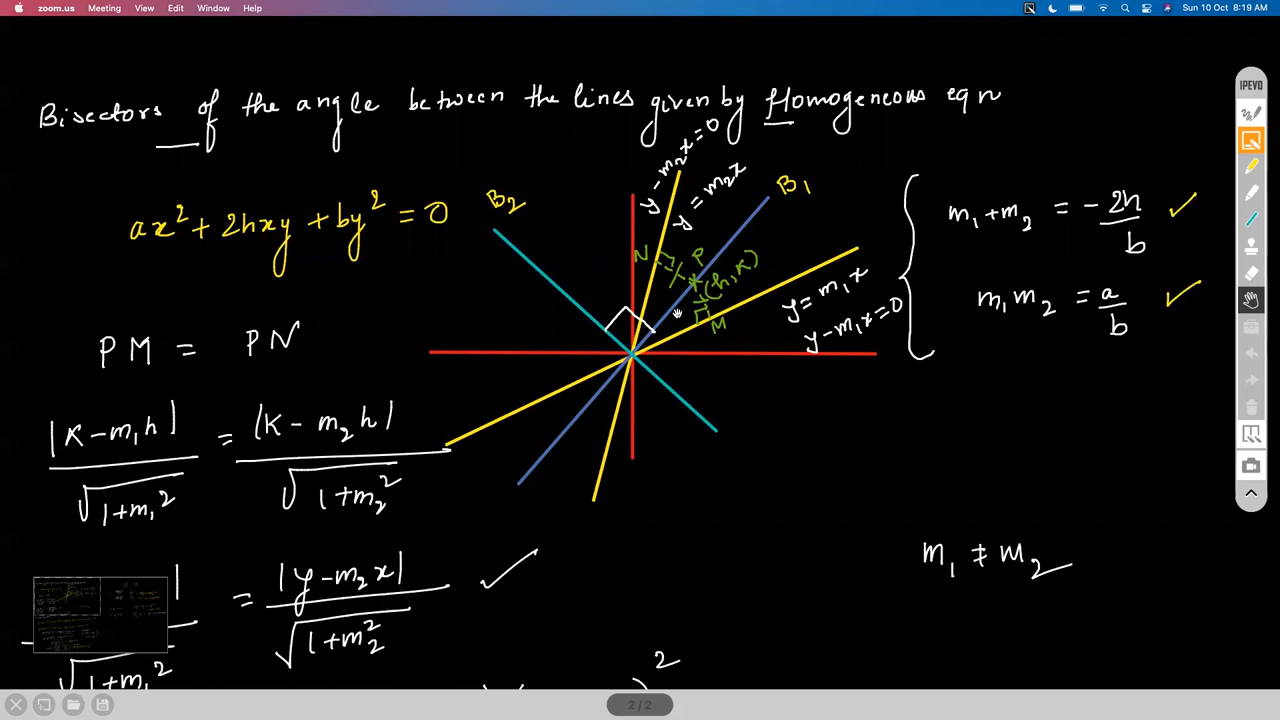 zoom.us Meeting View Edit Window Help Sun 10 Oct 8:19 AM
IPEVO
Bisectors of the angle between the lines given by Homogeneous eqn
ax² + 2hxy + by² = 0
B₂
y - m₂x = 0
y = m₂x
B₁
m₁ + m₂ = -2h/b ✓
m₁m₂ = a/b ✓
N
P
(h, K)
M
y = m₁x
y - m₁x = 0
PM = PN
|K - m₁h| / √(1+m₁²) = |K - m₂h| / √(1+m₂²)
| / √(1+m₁²) = |y - m₂x| / √(1+m₂²) ✓
m₁ ≠ m₂
2
2 / 2